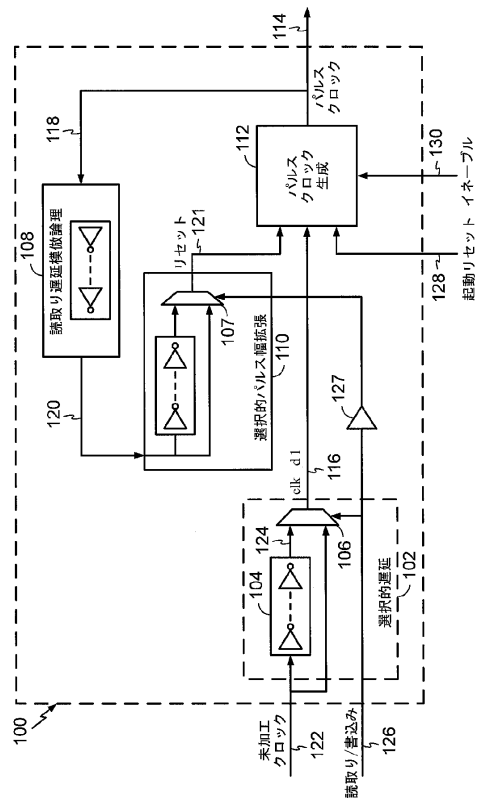 100
未加工
クロック
122
読取り/書込み
126
104
124
106
選択的遅延
102
clk d1
116
127
120
108
読取り遅延模倣論理
118
リセット
121
107
選択的パルス幅拡張
110
112
パルス
クロック
生成
パルス
クロック
114
起動リセット
128
イネーブル
130